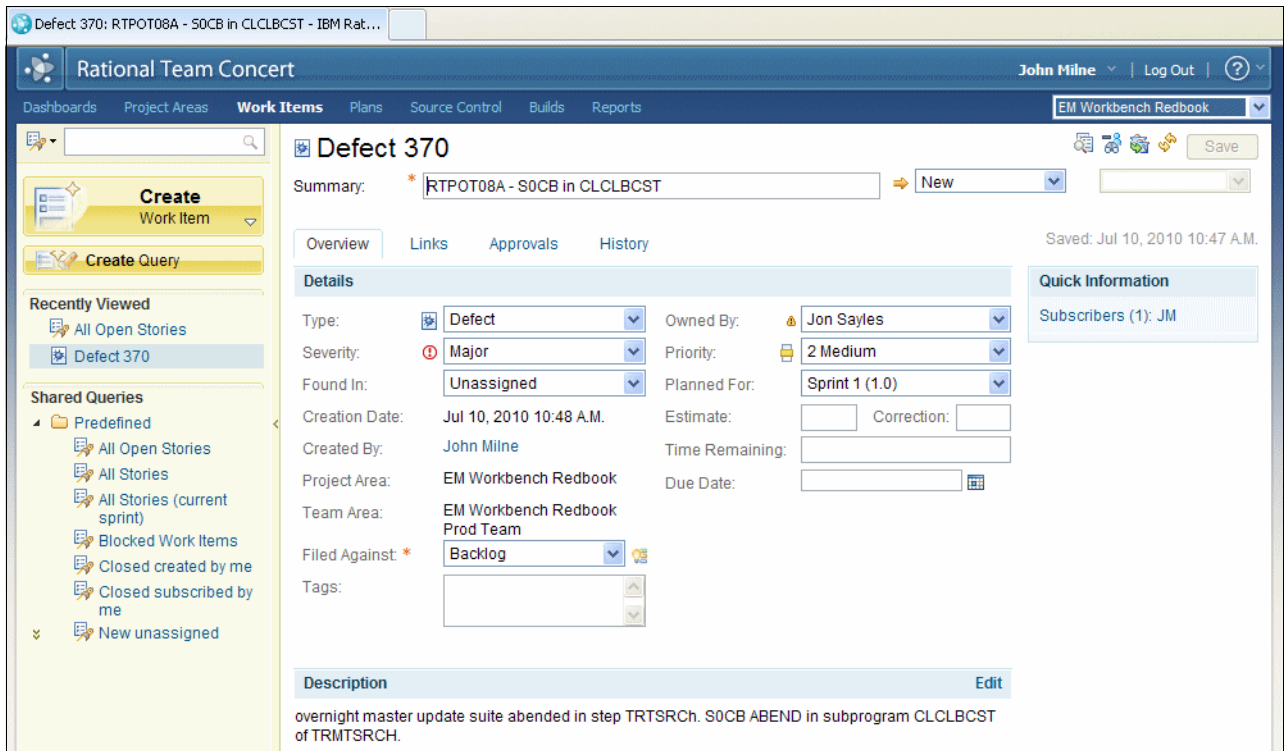 Defect 370: RTPOT08A - S0CB in CLCLBCST - IBM Rat...
Rational Team Concert
John Milne | Log Out | ?
Dashboards Project Areas Work Items Plans Source Control Builds Reports
EM Workbench Redbook
Defect 370
Save
Summary: * RTPOT08A - S0CB in CLCLBCST
New
Create
Work Item
Create Query
Recently Viewed
All Open Stories
Defect 370
Shared Queries
Predefined
All Open Stories
All Stories
All Stories (current
sprint)
Blocked Work Items
Closed created by me
Closed subscribed by
me
New unassigned
Overview Links Approvals History
Saved: Jul 10, 2010 10:47 A.M.
Details
Type: Defect
Severity: Major
Found In: Unassigned
Creation Date: Jul 10, 2010 10:48 A.M.
Created By: John Milne
Project Area: EM Workbench Redbook
Team Area: EM Workbench Redbook
Prod Team
Filed Against: * Backlog
Tags:
Owned By: Jon Sayles
Priority: 2 Medium
Planned For: Sprint 1 (1.0)
Estimate: Correction:
Time Remaining:
Due Date:
Quick Information
Subscribers (1): JM
Description Edit
overnight master update suite abended in step TRTSRCh. S0CB ABEND in subprogram CLCLBCST
of TRMTSRCH.